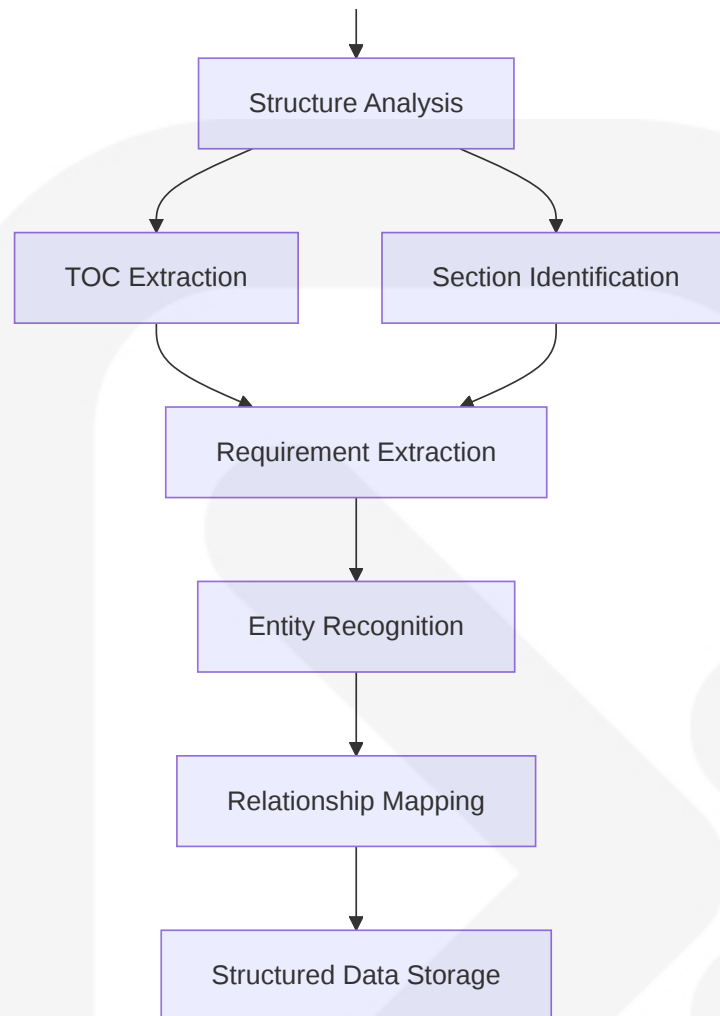 Structure Analysis
TOC Extraction
Section Identification
Requirement Extraction
Entity Recognition
Relationship Mapping
Structured Data Storage